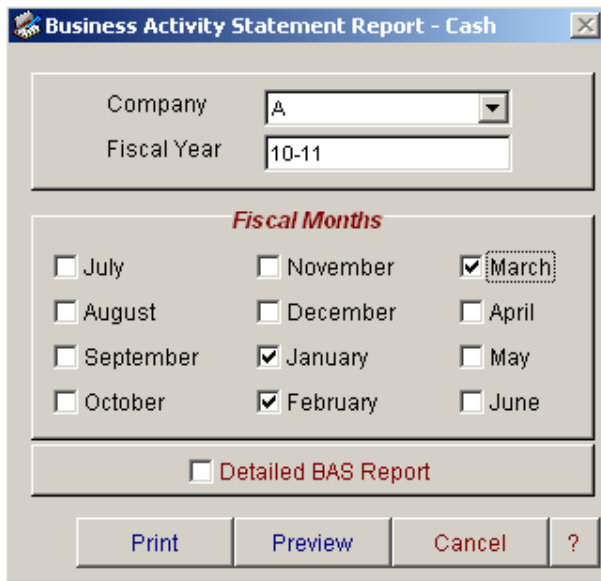 Business Activity Statement Report - Cash
Company A
Fiscal Year 10-11
Fiscal Months
July November March
August December April
September January May
October February June
Detailed BAS Report
Print Preview Cancel ?